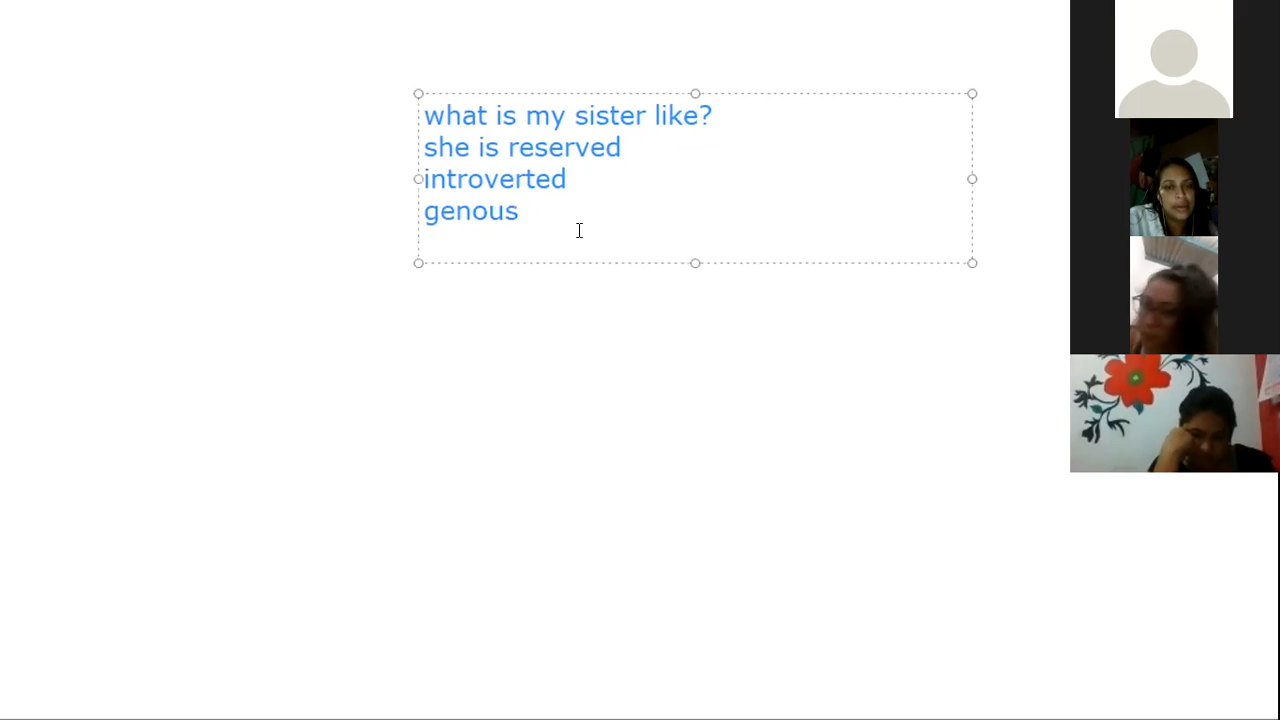 what is my sister like?
she is reserved
introverted
genous